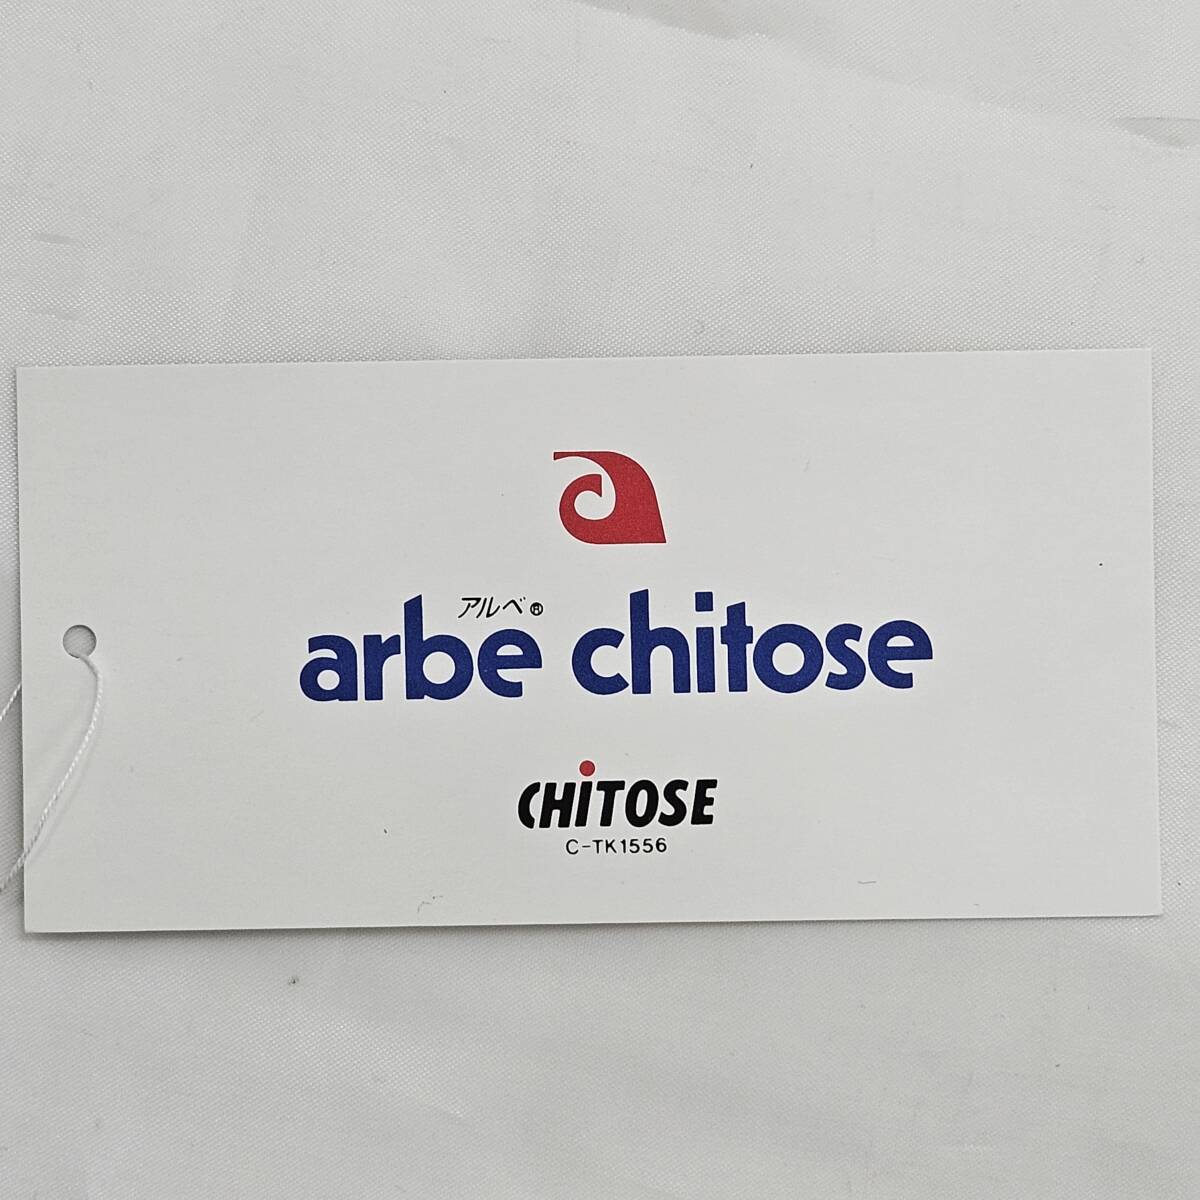 アルベ®
arbe chitose
CHiTOSE
C-TK1556